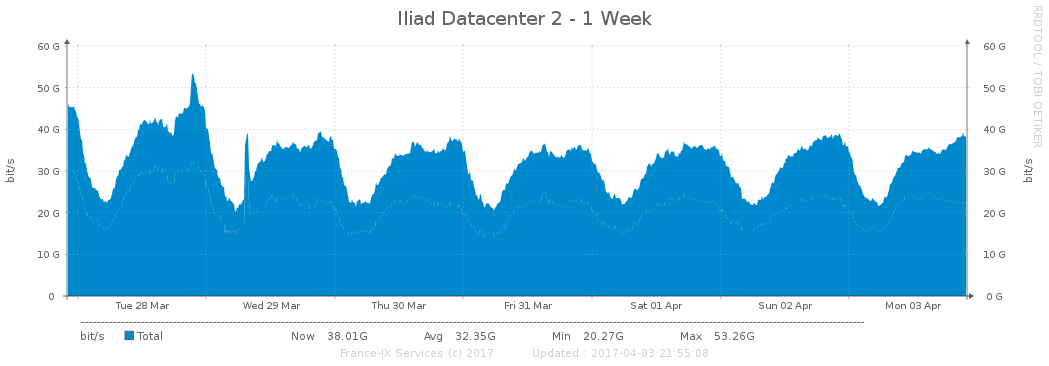 Iliad Datacenter 2 - 1 Week
RRDTOOL / TOBI OETIKER
60 G 60 G
50 G 50 G
40 G 40 G
30 G 30 G
20 G 20 G
10 G 10 G
0 0 G
bit/s
bit/s
Tue 28 Mar Wed 29 Mar Thu 30 Mar Fri 31 Mar Sat 01 Apr Sun 02 Apr Mon 03 Apr
bit/s Total Now 38.01G Avg 32.35G Min 20.27G Max 53.26G
France-IX Services (c) 2017 Updated : 2017-04-03 21:55:08